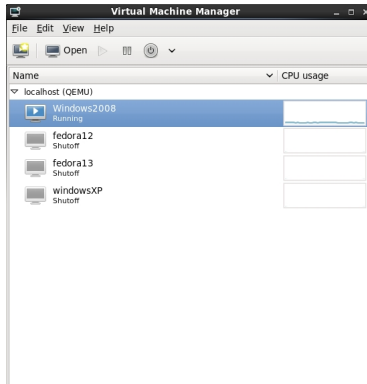 Virtual Machine Manager
File Edit View Help
Open
Name CPU usage
localhost (QEMU)
Windows2008
Running
fedora12
Shutoff
fedora13
Shutoff
windowsXP
Shutoff